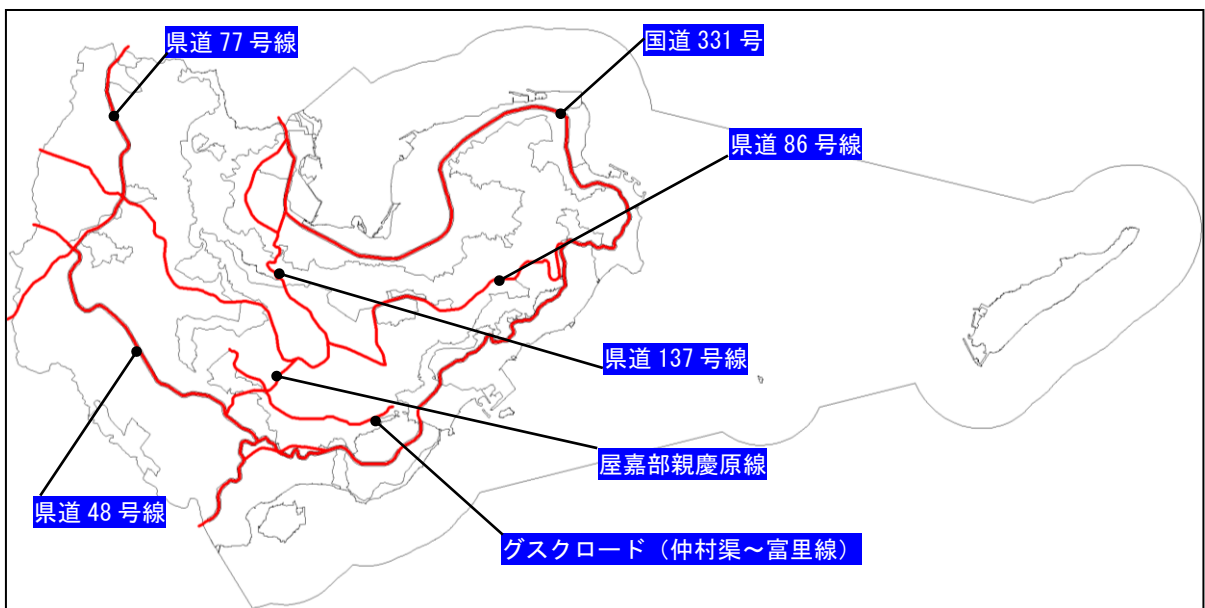 県道 77 号線
国道 331 号
県道 86 号線
県道 137 号線
屋嘉部親慶原線
県道 48 号線
グスクロード（仲村渠～富里線）